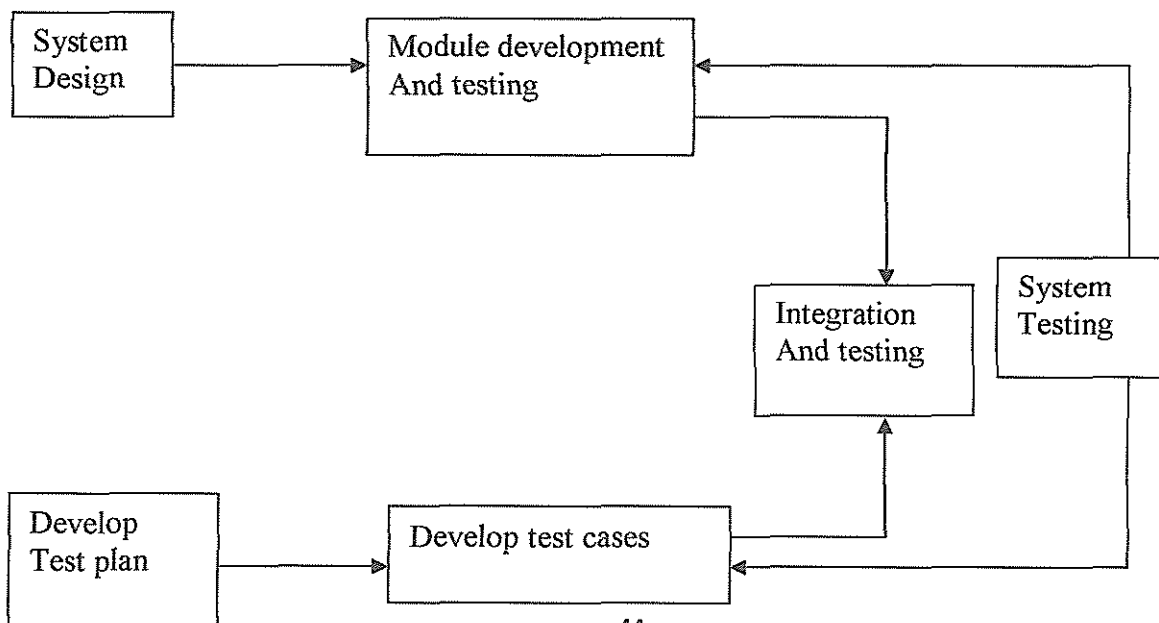 System
Design
Module development
And testing
Integration
And testing
System
Testing
Develop
Test plan
Develop test cases